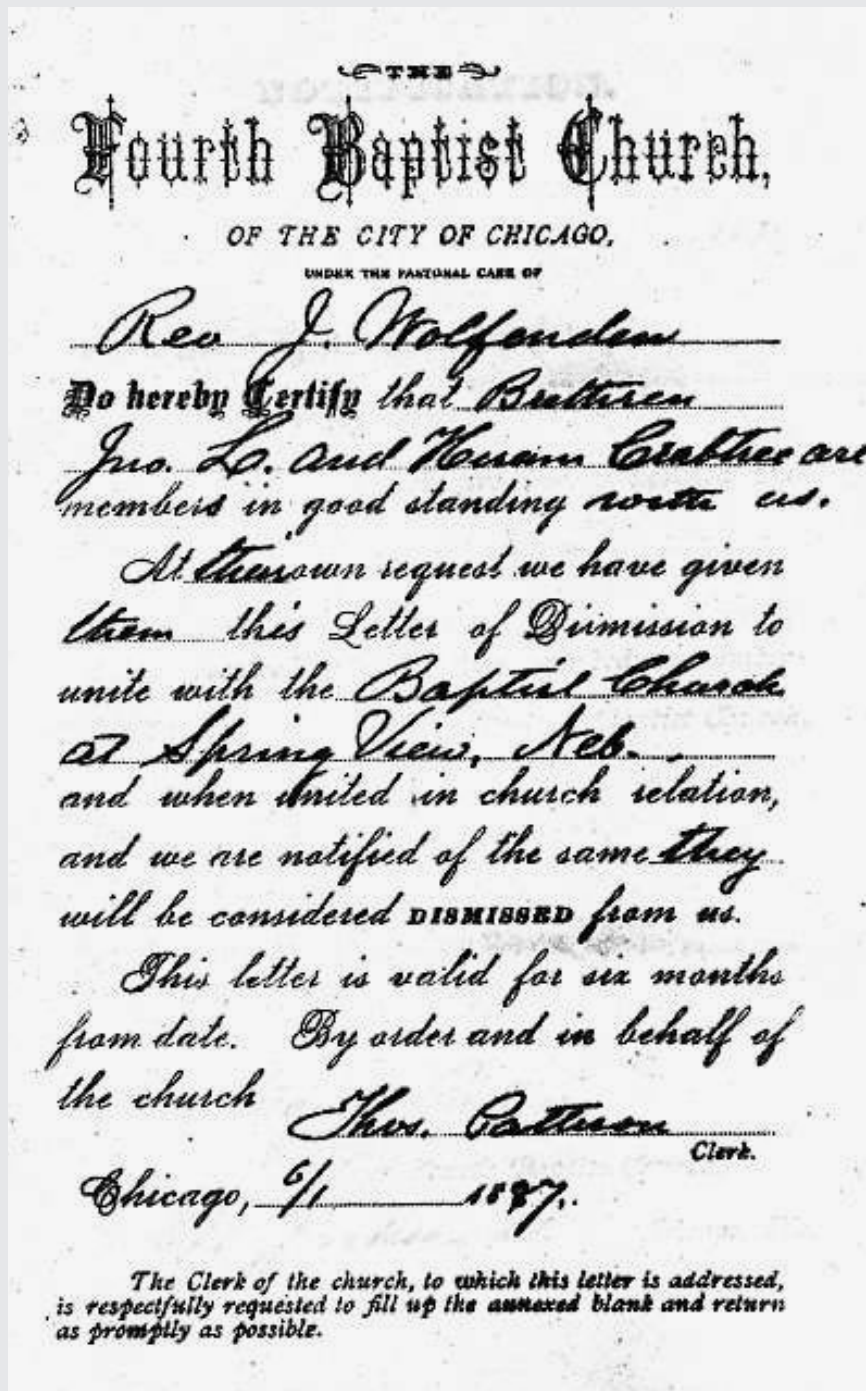 THE
Fourth Baptist Church,
OF THE CITY OF CHICAGO,
UNDER THE PASTORAL CARE OF
Rev J. Wolfenden
Do hereby Certify that Brethren
Jno. L. and Hiram Crabtree are
members in good standing with us.
At their own request we have given
them this Letter of Dismission to
unite with the Baptist Church
at Spring View, Neb.
and when united in church relation,
and we are notified of the same they
will be considered DISMISSED from us.
This letter is valid for six months
from date. By order and in behalf of
the church
Thos. Patterson
Clerk.
Chicago, 6/1 1887.
The Clerk of the church, to which this letter is addressed,
is respectfully requested to fill up the annexed blank and return
as promptly as possible.